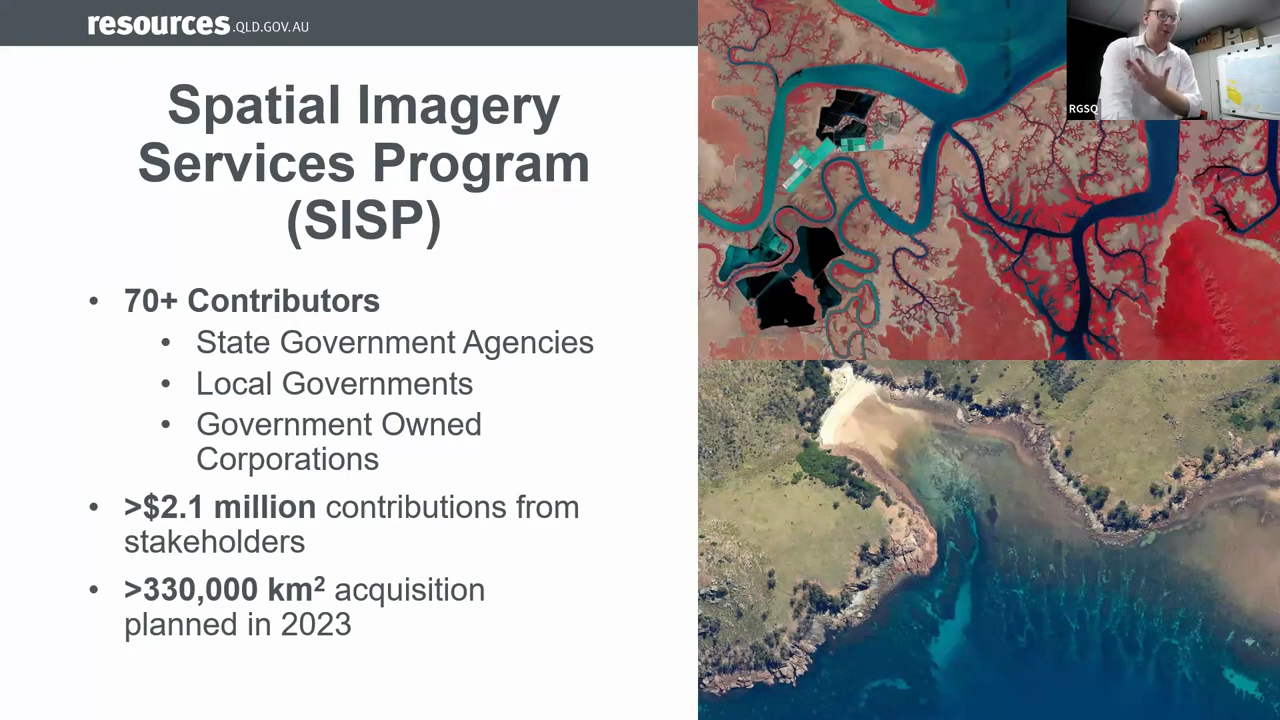 resources.QLD.GOV.AU
RGSQ
Spatial Imagery
Services Program
(SISP)
• 70+ Contributors
• State Government Agencies
• Local Governments
• Government Owned
Corporations
• >$2.1 million contributions from
stakeholders
• >330,000 km² acquisition
planned in 2023